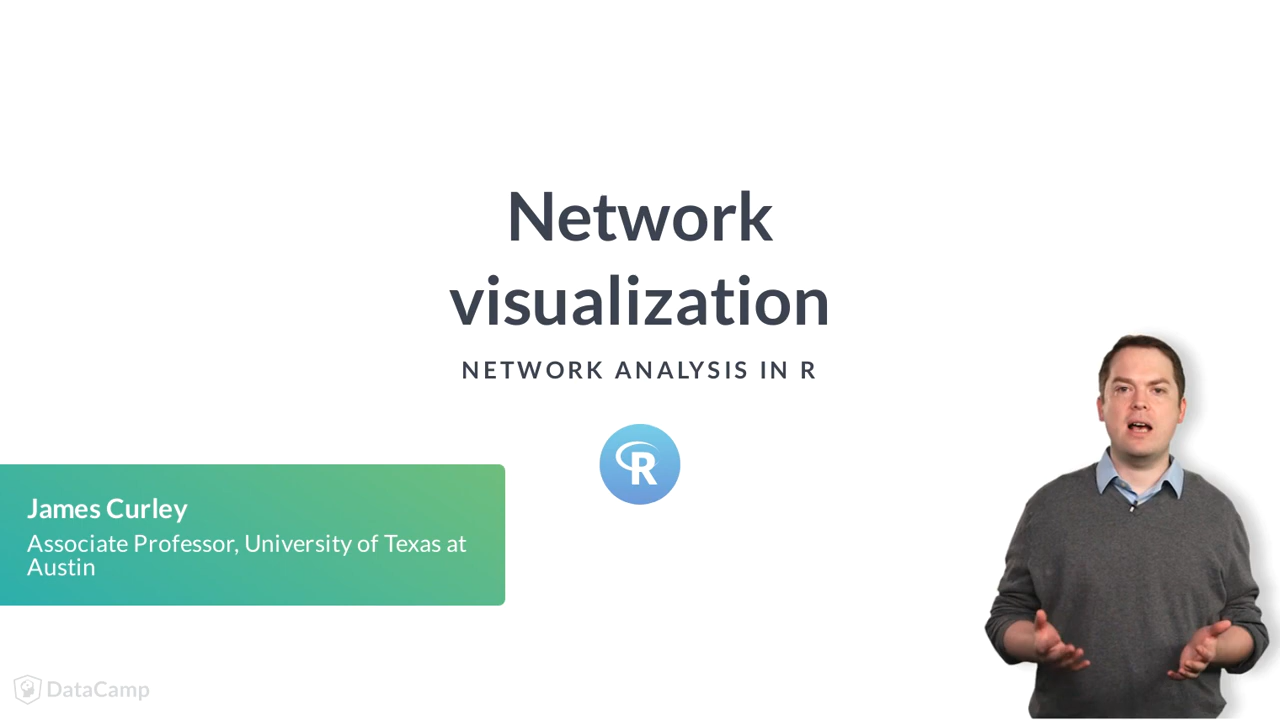 Network
visualization
NETWORK ANALYSIS IN R
R
James Curley
Associate Professor, University of Texas at
Austin
DataCamp